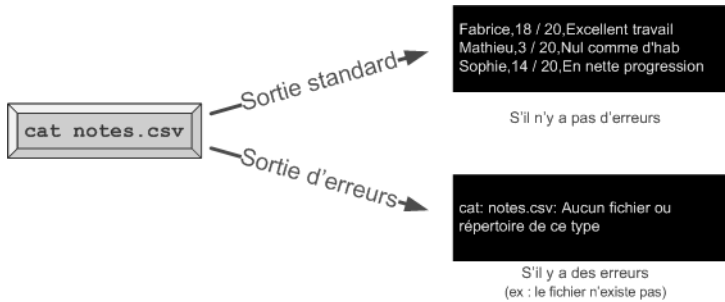 cat notes.csv
Sortie standard
Fabrice,18 / 20,Excellent travail
Mathieu,3 / 20,Nul comme d'hab
Sophie,14 / 20,En nette progression
S'il n'y a pas d'erreurs
Sortie d'erreurs
cat: notes.csv: Aucun fichier ou
répertoire de ce type
S'il y a des erreurs
(ex : le fichier n'existe pas)